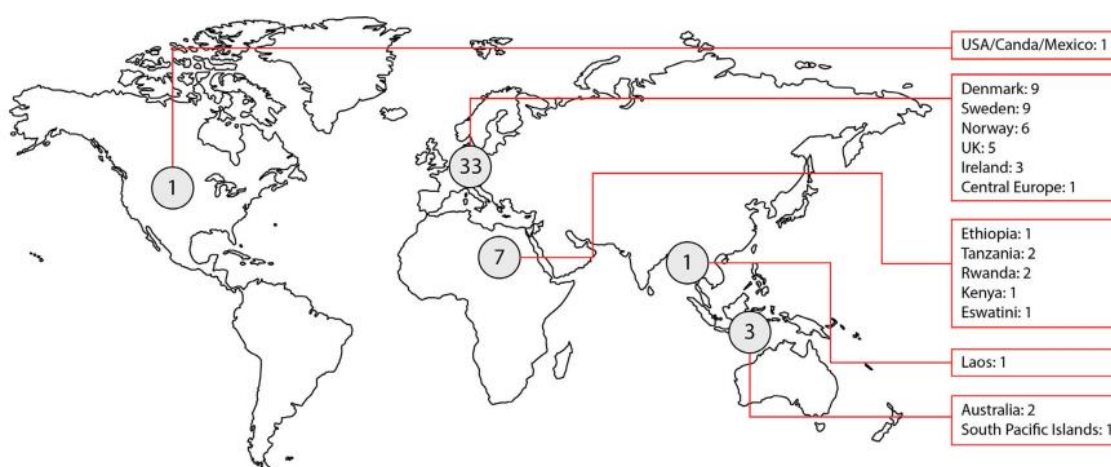 USA/Canda/Mexico: 1
Denmark: 9
Sweden: 9
Norway: 6
UK: 5
Ireland: 3
Central Europe: 1
33
1
Ethiopia: 1
Tanzania: 2
Rwanda: 2
Kenya: 1
Eswatini: 1
7
1
3
Laos: 1
Australia: 2
South Pacific Islands: 1